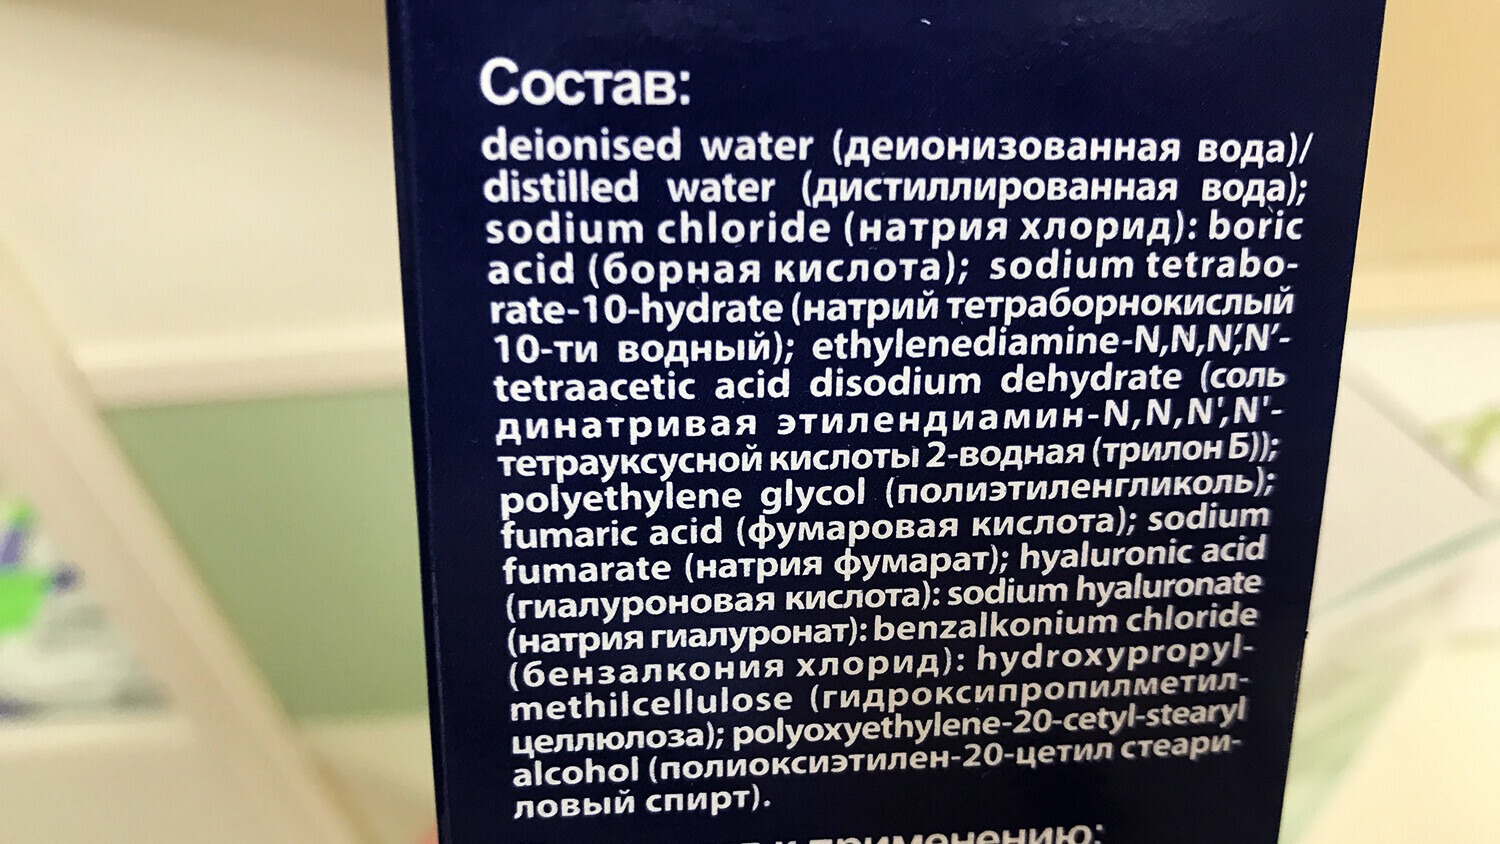 Состав:
deionised water (деионизованная вода)/
distilled water (дистиллированная вода);
sodium chloride (натрия хлорид): boric
acid (борная кислота); sodium tetrabo-
rate-10-hydrate (натрий тетраборнокислый
10-ти водный); ethylenediamine-N,N,N',N'-
tetraacetic acid disodium dehydrate (соль
динатривая этилендиамин-N,N,N',N'-
тетрауксусной кислоты 2-водная (трилон Б));
polyethylene glycol (полиэтиленгликоль);
fumaric acid (фумаровая кислота); sodium
fumarate (натрия фумарат); hyaluronic acid
(гиалуроновая кислота): sodium hyaluronate
(натрия гиалуронат): benzalkonium chloride
(бензалкония хлорид): hydroxypropyl-
methilcellulose (гидроксипропилметил-
целлюлоза); polyoxyethylene-20-cetyl-stearyl
alcohol (полиоксиэтилен-20-цетил стеари-
ловый спирт).
к применению: